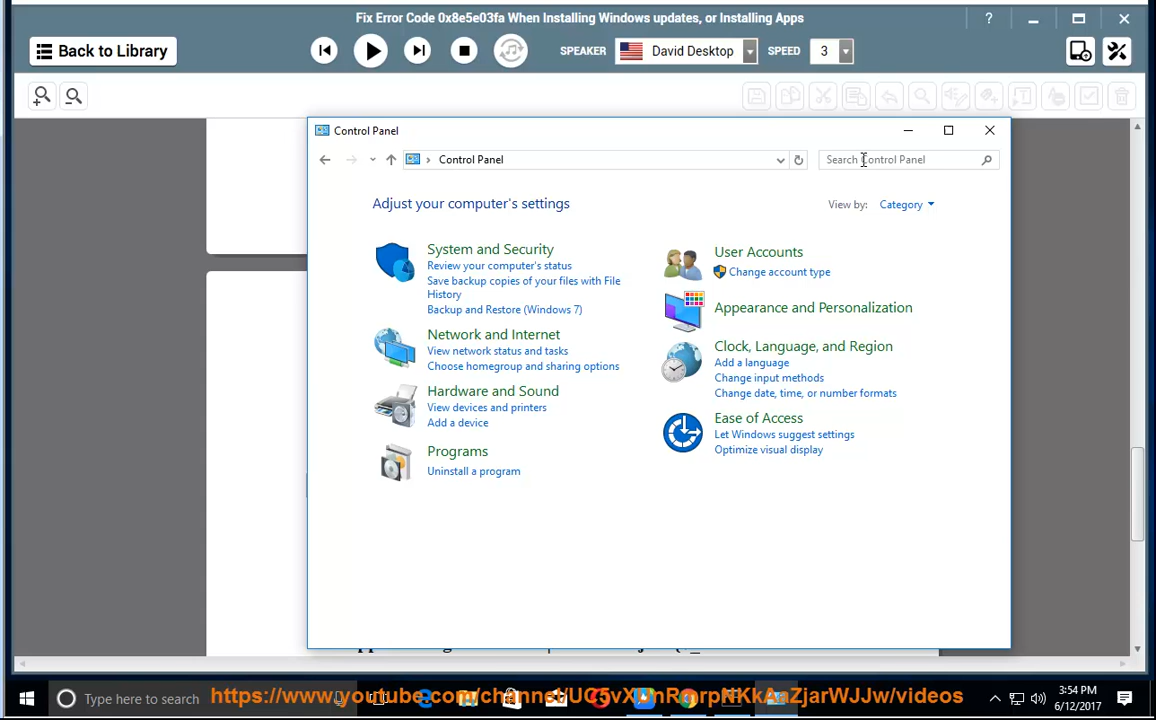 Fix Error Code 0x8e5e03fa When Installing Windows updates, or Installing Apps
Back to Library
SPEAKER
David Desktop
SPEED
3
Control Panel
Control Panel
Search Control Panel
Adjust your computer's settings
View by:
Category
System and Security
Review your computer's status
Save backup copies of your files with File
History
Backup and Restore (Windows 7)
Network and Internet
View network status and tasks
Choose homegroup and sharing options
Hardware and Sound
View devices and printers
Add a device
Programs
Uninstall a program
User Accounts
Change account type
Appearance and Personalization
Clock, Language, and Region
Add a language
Change input methods
Change date, time, or number formats
Ease of Access
Let Windows suggest settings
Optimize visual display
Type here to search
3:54 PM
6/12/2017